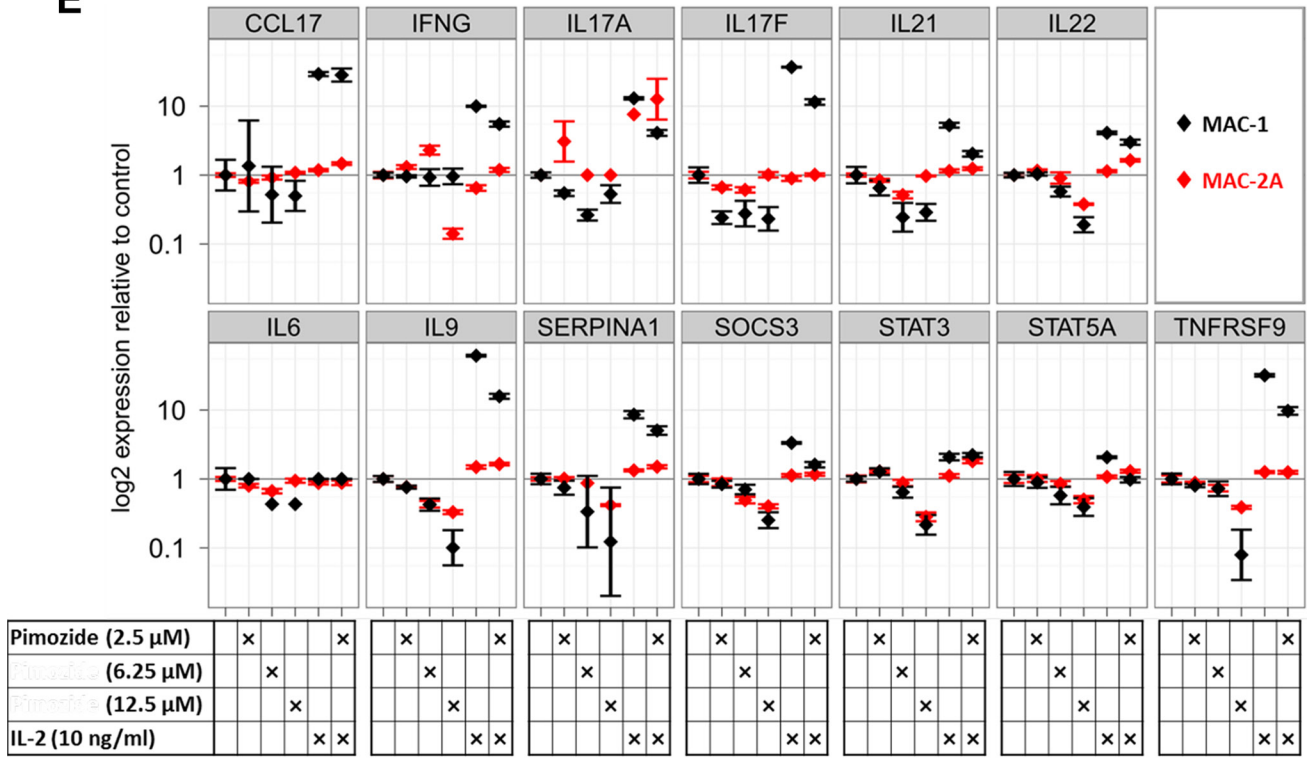 E
CCL17 IFNG IL17A IL17F IL21 IL22
10
1
0.1
MAC-1
MAC-2A
log2 expression relative to control
IL6 IL9 SERPINA1 SOCS3 STAT3 STAT5A TNFRSF9
10
1
0.1
Pimozide (2.5 µM) × × × × × × × × × × × × × ×
Pimozide (6.25 µM) × × × × × × ×
Pimozide (12.5 µM) × × × × × × ×
IL-2 (10 ng/ml) × × × × × × × × × × × × × ×